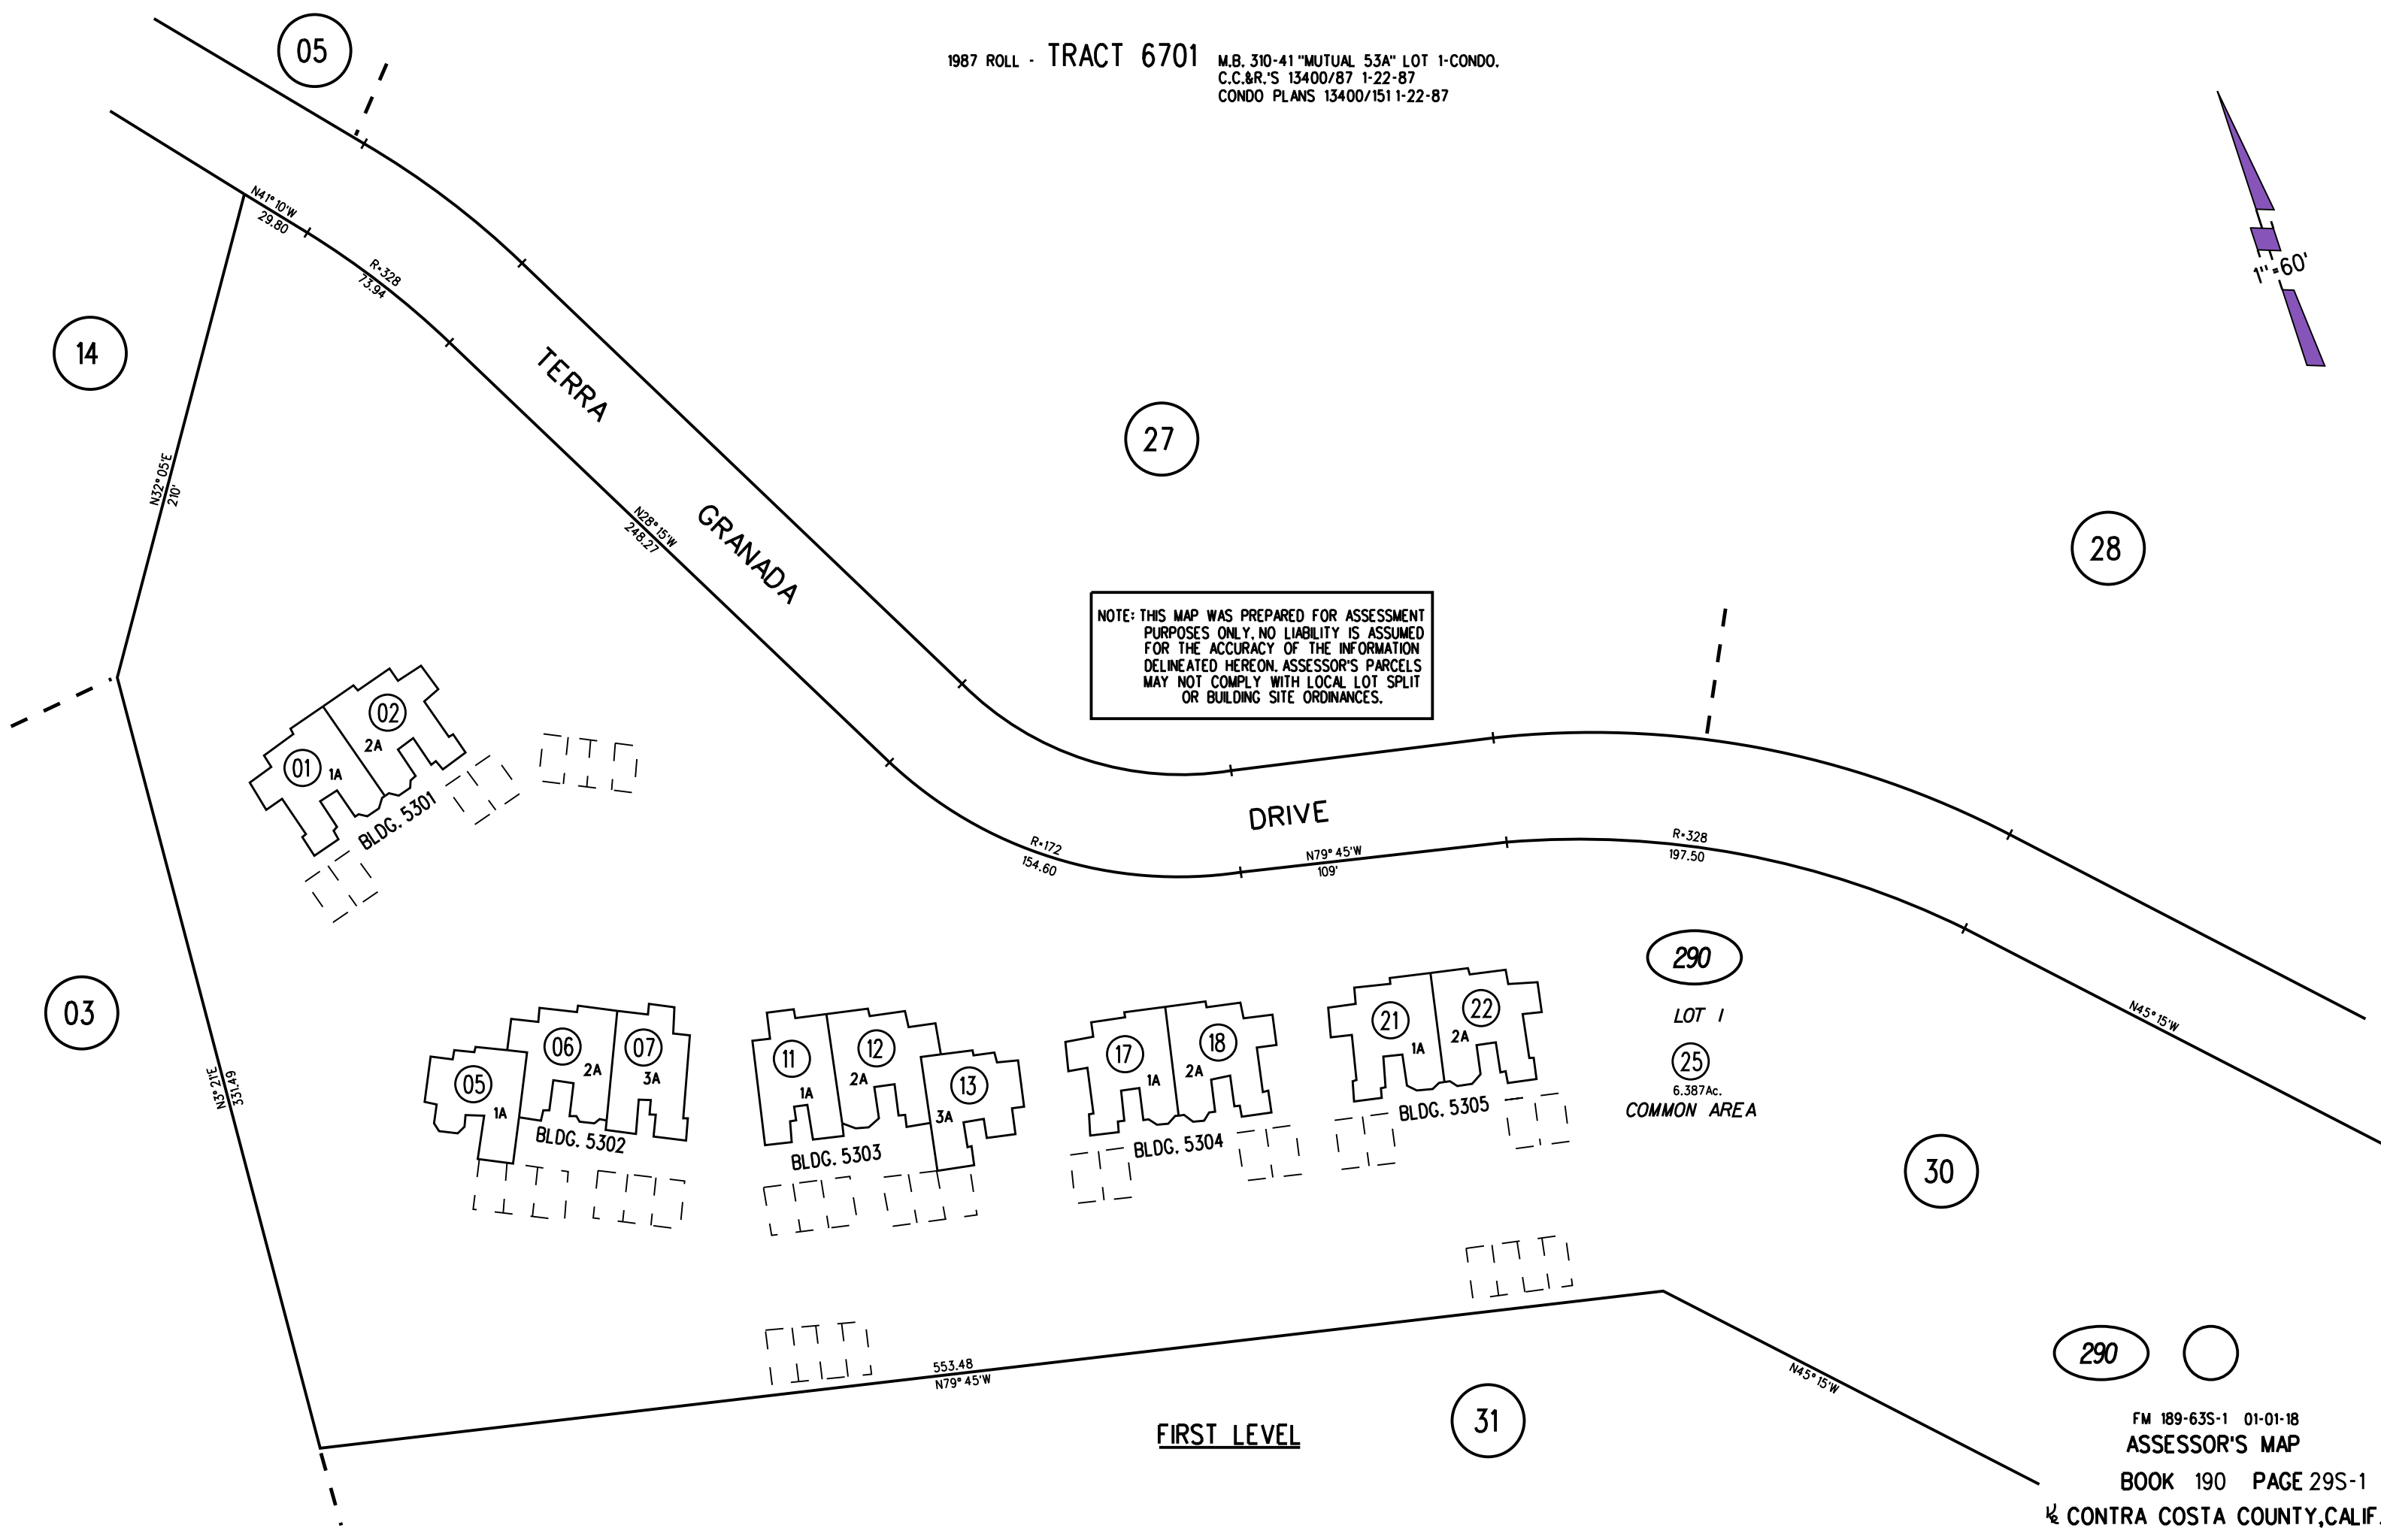 1987 ROLL - TRACT 6701 M.B. 310-41 "MUTUAL 53A" LOT 1-CONDO.
C.C.&R.'S 13400/87 1-22-87
CONDO PLANS 13400/151 1-22-87
05
1"=60'
N41°10'W
29.80
R=328
73.94
14
TERRA
GRANADA
DRIVE
27
28
N32°05'E
210'
N28°15'W
248.27
NOTE: THIS MAP WAS PREPARED FOR ASSESSMENT
PURPOSES ONLY. NO LIABILITY IS ASSUMED
FOR THE ACCURACY OF THE INFORMATION
DELINEATED HEREON. ASSESSOR'S PARCELS
MAY NOT COMPLY WITH LOCAL LOT SPLIT
OR BUILDING SITE ORDINANCES.
02
2A
01
1A
BLDG. 5301
R=172
154.60
N79°45'W
109'
R=328
197.50
N45°15'W
03
N3°21'E
331.49
05
1A
06
2A
07
3A
BLDG. 5302
11
1A
12
2A
13
3A
BLDG. 5303
17
1A
18
2A
BLDG. 5304
21
1A
22
2A
BLDG. 5305
290
LOT 1
25
6.387Ac.
COMMON AREA
30
553.48
N79°45'W
N45°15'W
31
FIRST LEVEL
290
FM 189-63S-1 01-01-18
ASSESSOR'S MAP
BOOK 190 PAGE 29S-1
CONTRA COSTA COUNTY, CALIF.